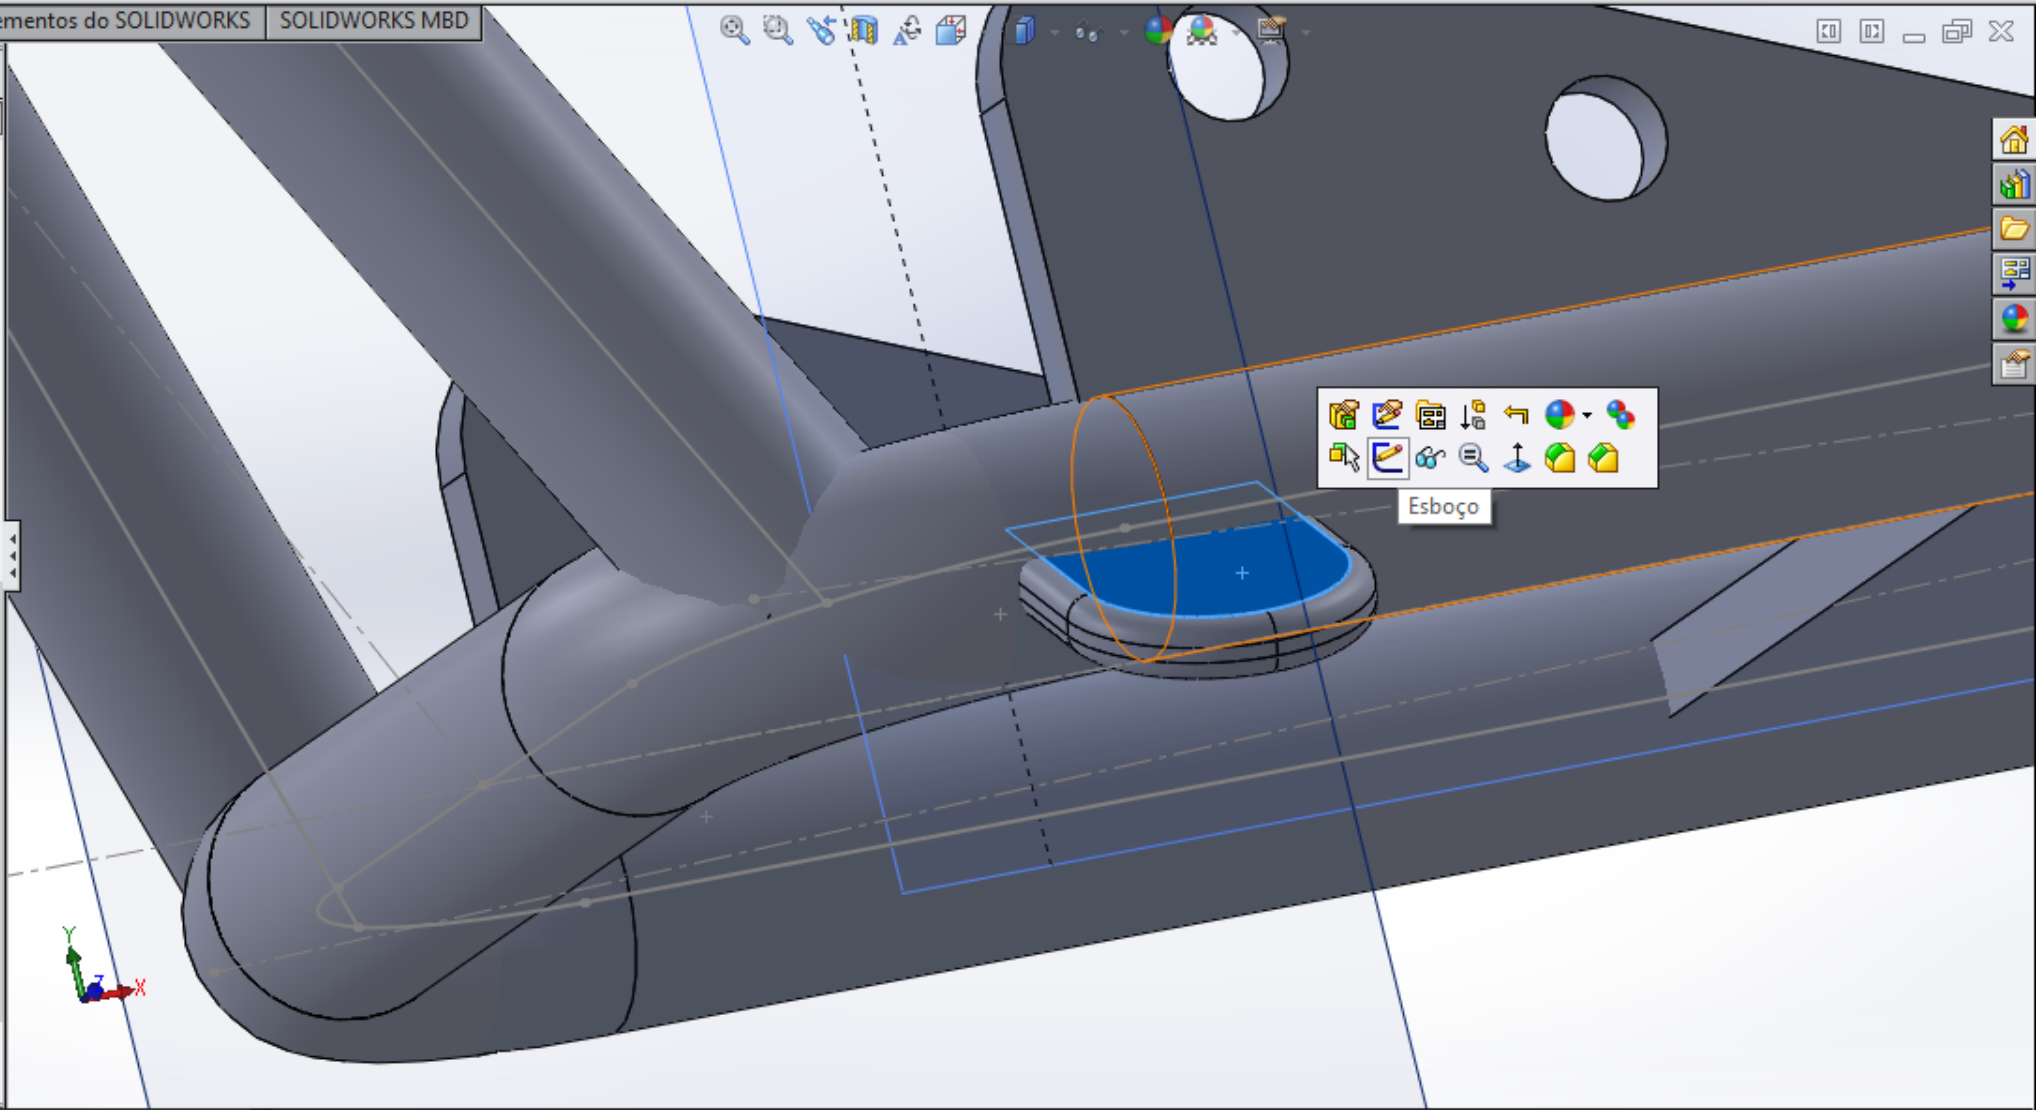 ementos do SOLIDWORKS
SOLIDWORKS MBD
Esboço
Y
Z
X